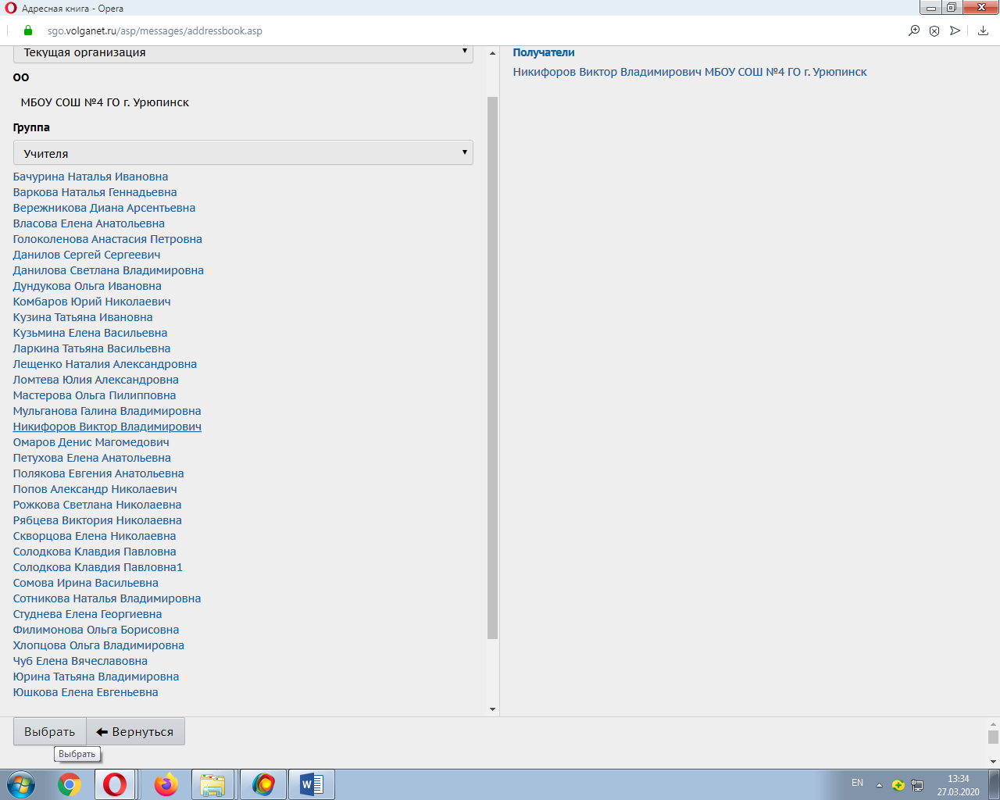 Адресная книга - Opera
sgo.volganet.ru/asp/messages/addressbook.asp
Текущая организация
ОО
МБОУ СОШ №4 ГО г. Урюпинск
Группа
Учителя
Бачурина Наталья Ивановна
Варкова Наталья Геннадьевна
Вережникова Диана Арсентьевна
Власова Елена Анатольевна
Голоколенова Анастасия Петровна
Данилов Сергей Сергеевич
Данилова Светлана Владимировна
Дундукова Ольга Ивановна
Комбаров Юрий Николаевич
Кузина Татьяна Ивановна
Кузьмина Елена Васильевна
Ларкина Татьяна Васильевна
Лещенко Наталия Александровна
Ломтева Юлия Александровна
Мастерова Ольга Пилипповна
Мульганова Галина Владимировна
Никифоров Виктор Владимирович
Омаров Денис Магомедович
Петухова Елена Анатольевна
Полякова Евгения Анатольевна
Попов Александр Николаевич
Рожкова Светлана Николаевна
Рябцева Виктория Николаевна
Скворцова Елена Николаевна
Солодкова Клавдия Павловна
Солодкова Клавдия Павловна1
Сомова Ирина Васильевна
Сотникова Наталья Владимировна
Студнева Елена Георгиевна
Филимонова Ольга Борисовна
Хлопцова Ольга Владимировна
Чуб Елена Вячеславовна
Юрина Татьяна Владимировна
Юшкова Елена Евгеньевна
Получатели
Никифоров Виктор Владимирович МБОУ СОШ №4 ГО г. Урюпинск
Выбрать
Вернуться
Выбрать
EN
13:34
27.03.2020